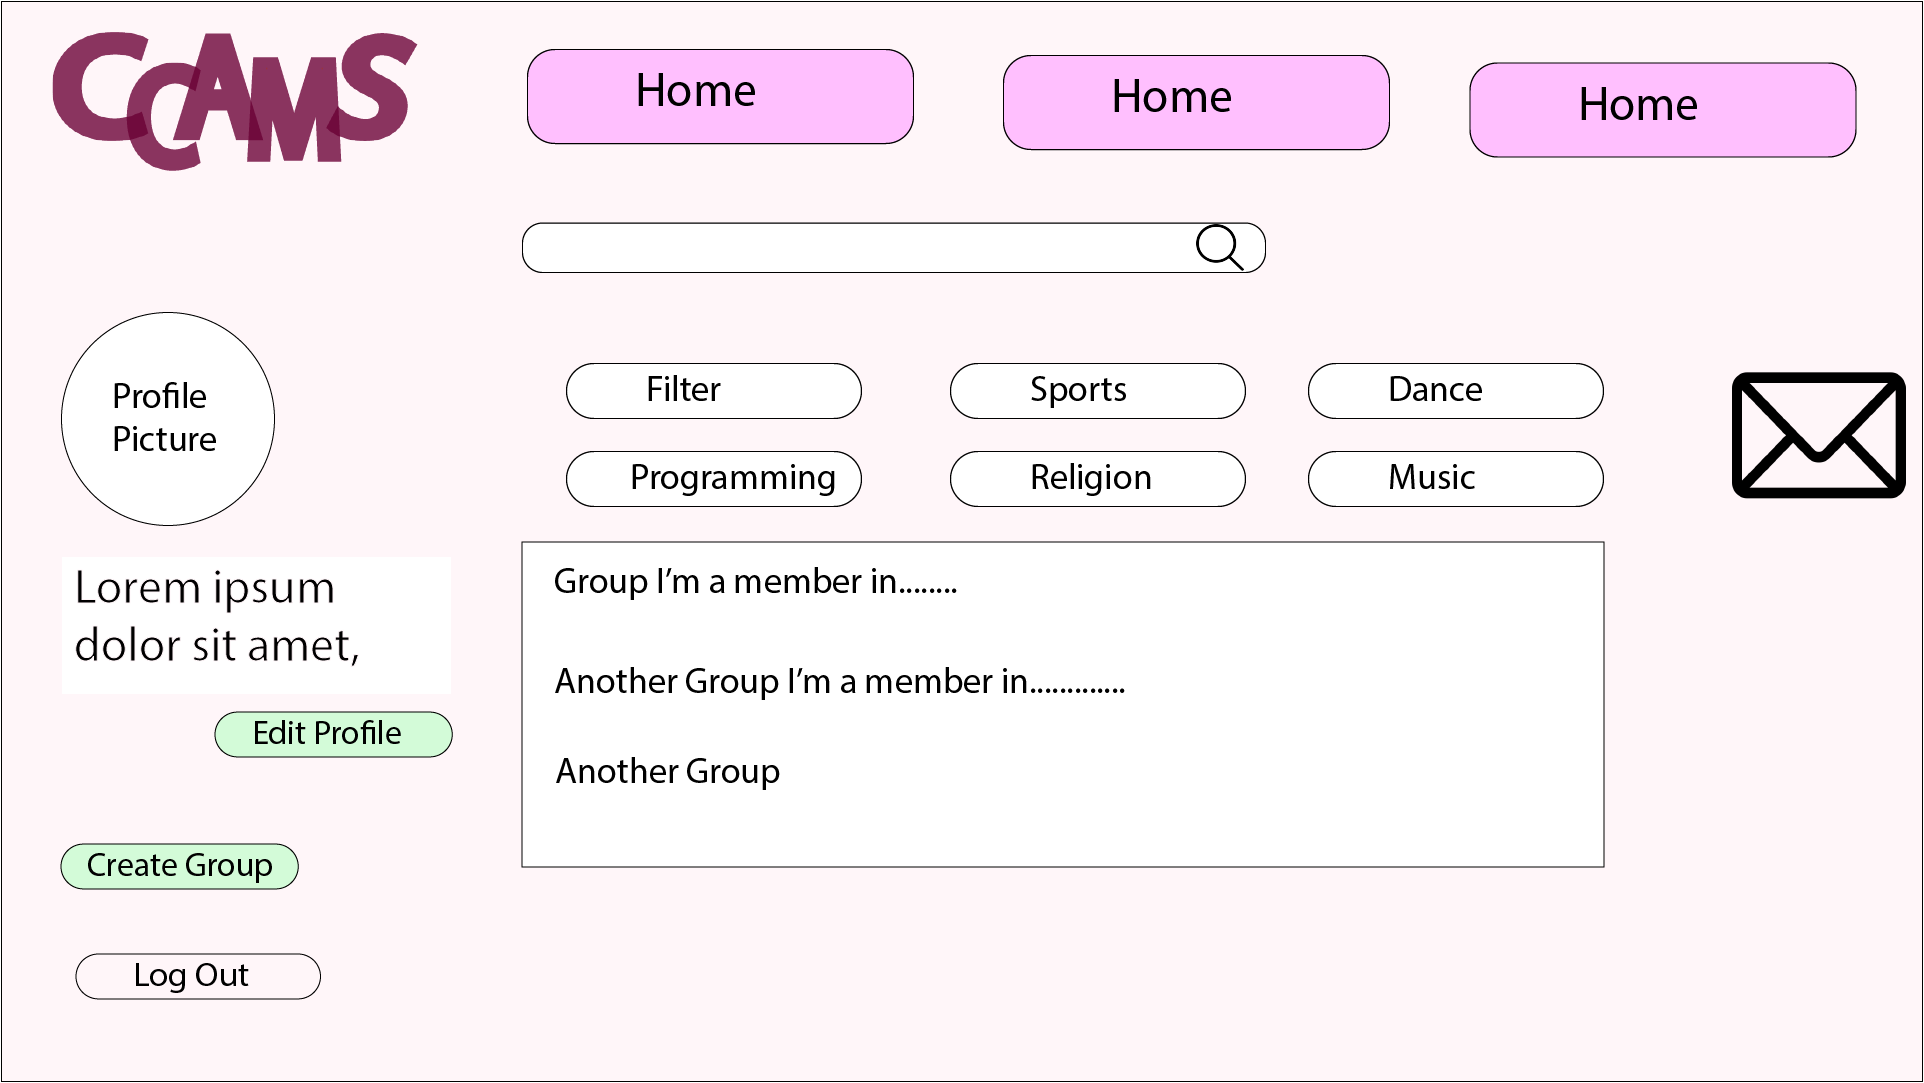 CCAMS
Home
Home
Home
Profile
Picture
Filter
Sports
Dance
Programming
Religion
Music
Lorem ipsum
dolor sit amet,
Edit Profile
Group I’m a member in........
Another Group I’m a member in.............
Another Group
Create Group
Log Out